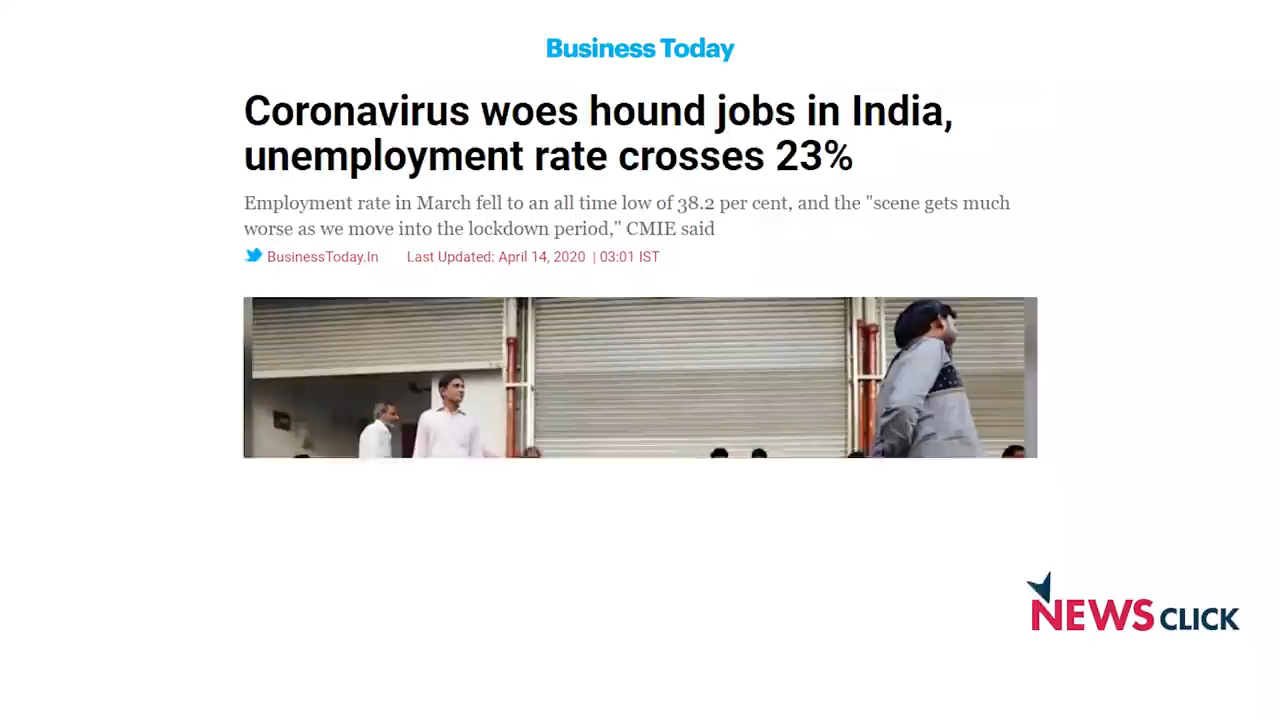 Business Today
Coronavirus woes hound jobs in India,
unemployment rate crosses 23%
Employment rate in March fell to an all time low of 38.2 per cent, and the "scene gets much
worse as we move into the lockdown period," CMIE said
BusinessToday.In Last Updated: April 14, 2020 | 03:01 IST
NEWS CLICK